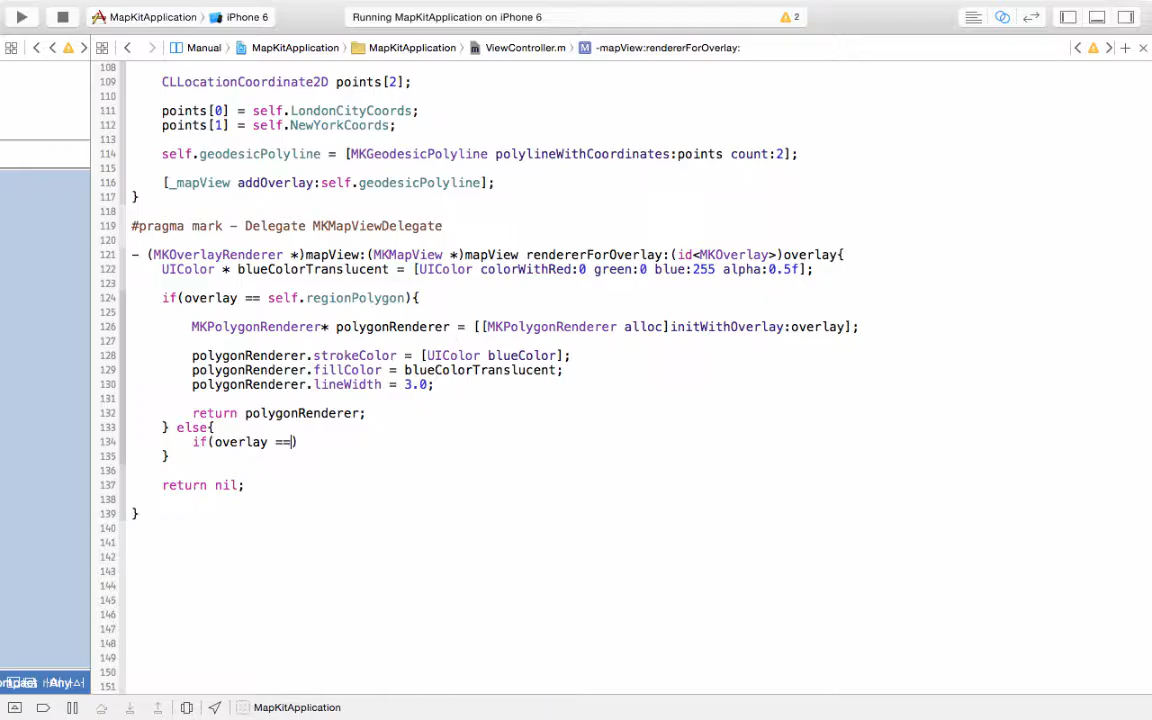 MapKitApplication iPhone 6 Running MapKitApplication on iPhone 6 2
Manual MapKitApplication MapKitApplication ViewController.m M -mapView:rendererForOverlay:
108
109 CLLocationCoordinate2D points[2];
110
111 points[0] = self.LondonCityCoords;
112 points[1] = self.NewYorkCoords;
113
114 self.geodesicPolyline = [MKGeodesicPolyline polylineWithCoordinates:points count:2];
115
116 [_mapView addOverlay:self.geodesicPolyline];
117 }
118
119 #pragma mark - Delegate MKMapViewDelegate
120
121 - (MKOverlayRenderer *)mapView:(MKMapView *)mapView rendererForOverlay:(id<MKOverlay>)overlay{
122 UIColor * blueColorTranslucent = [UIColor colorWithRed:0 green:0 blue:255 alpha:0.5f];
123
124 if(overlay == self.regionPolygon){
125
126 MKPolygonRenderer* polygonRenderer = [[MKPolygonRenderer alloc]initWithOverlay:overlay];
127
128 polygonRenderer.strokeColor = [UIColor blueColor];
129 polygonRenderer.fillColor = blueColorTranslucent;
130 polygonRenderer.lineWidth = 3.0;
131
132 return polygonRenderer;
133 } else{
134 if(overlay ==)
135 }
136
137 return nil;
138
139 }
140
141
142
143
144
145
146
147
148
149
150
151
Any
MapKitApplication